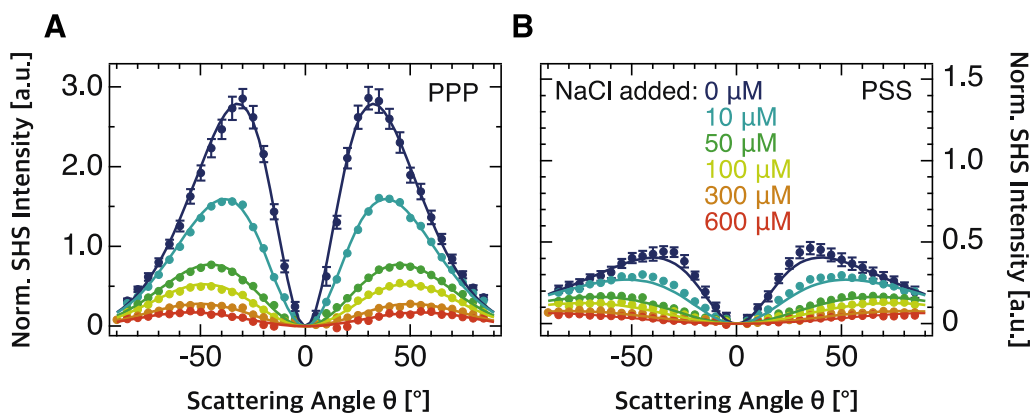 A
B
PPP
NaCl added: 0 µM
PSS
10 µM
50 µM
100 µM
300 µM
600 µM
Norm. SHS Intensity [a.u.]
3.0
2.0
1.0
0
-50
0
50
Scattering Angle θ [°]
1.5
1.0
0.5
0
Norm. SHS Intensity [a.u.]
-50
0
50
Scattering Angle θ [°]